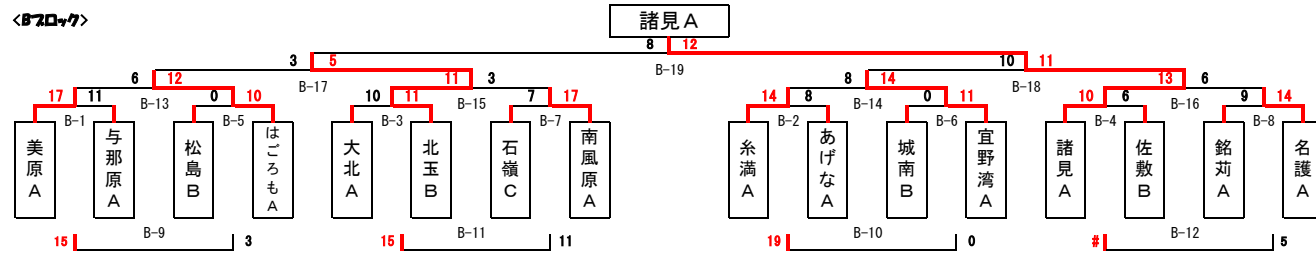 <Bブロック>
諸見A
8 12
B-19
3 5 10 11
B-17 B-18
6 12 11 3 8 14 13 6
B-13 B-15 B-14 B-16
17 11 0 10 10 11 7 17 14 8 0 11 10 6 9 14
B-1 B-5 B-3 B-7 B-2 B-6 B-4 B-8
美原A 与那原A 松島B はごろもA 大北A 北玉B 石嶺C 南風原A 糸満A あげなA 城南B 宜野湾A 諸見A 佐敷B 銘苅A 名護A
B-9 B-11 B-10 B-12
15 3 15 11 19 0 # 5